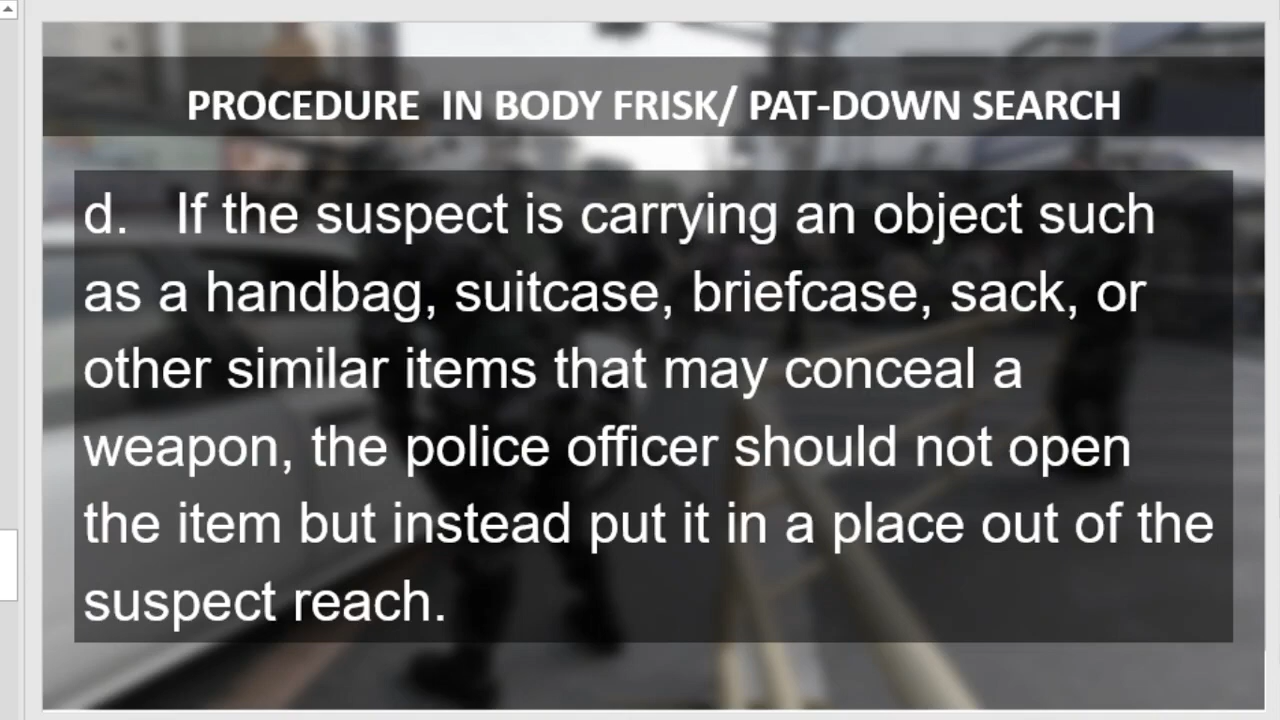 PROCEDURE IN BODY FRISK/ PAT-DOWN SEARCH
d. If the suspect is carrying an object such
as a handbag, suitcase, briefcase, sack, or
other similar items that may conceal a
weapon, the police officer should not open
the item but instead put it in a place out of the
suspect reach.